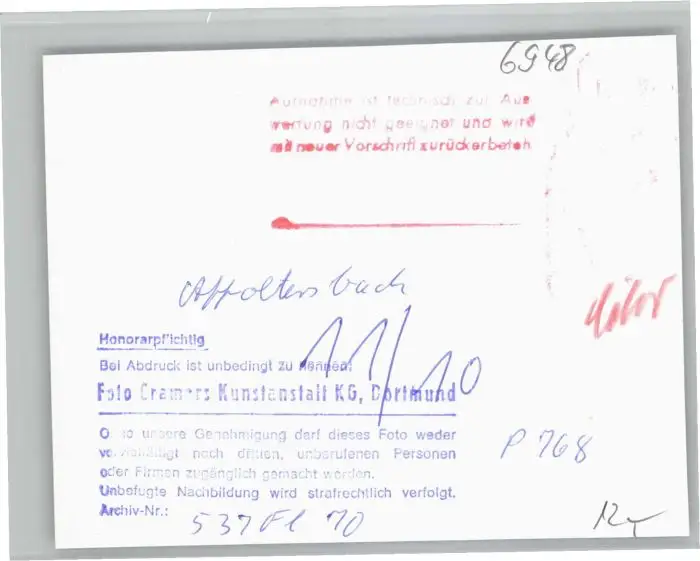 6948
Aufnahme ist technisch zur Aus
wertung nicht geeignet und wird
mit neuer Vorschrift zurückerbeten
Affoltersbach
11/10
Honorarpflichtig
Bei Abdruck ist unbedingt zu nennen:
Foto Cramers Kunstanstalt KG, Dortmund
Ohne unsere Genehmigung darf dieses Foto weder
vervielfältigt noch dritten, unberufenen Personen
oder Firmen zugänglich gemacht werden.
Unbefugte Nachbildung wird strafrechtlich verfolgt.
Archiv-Nr.: 537 Fl 70
P 768